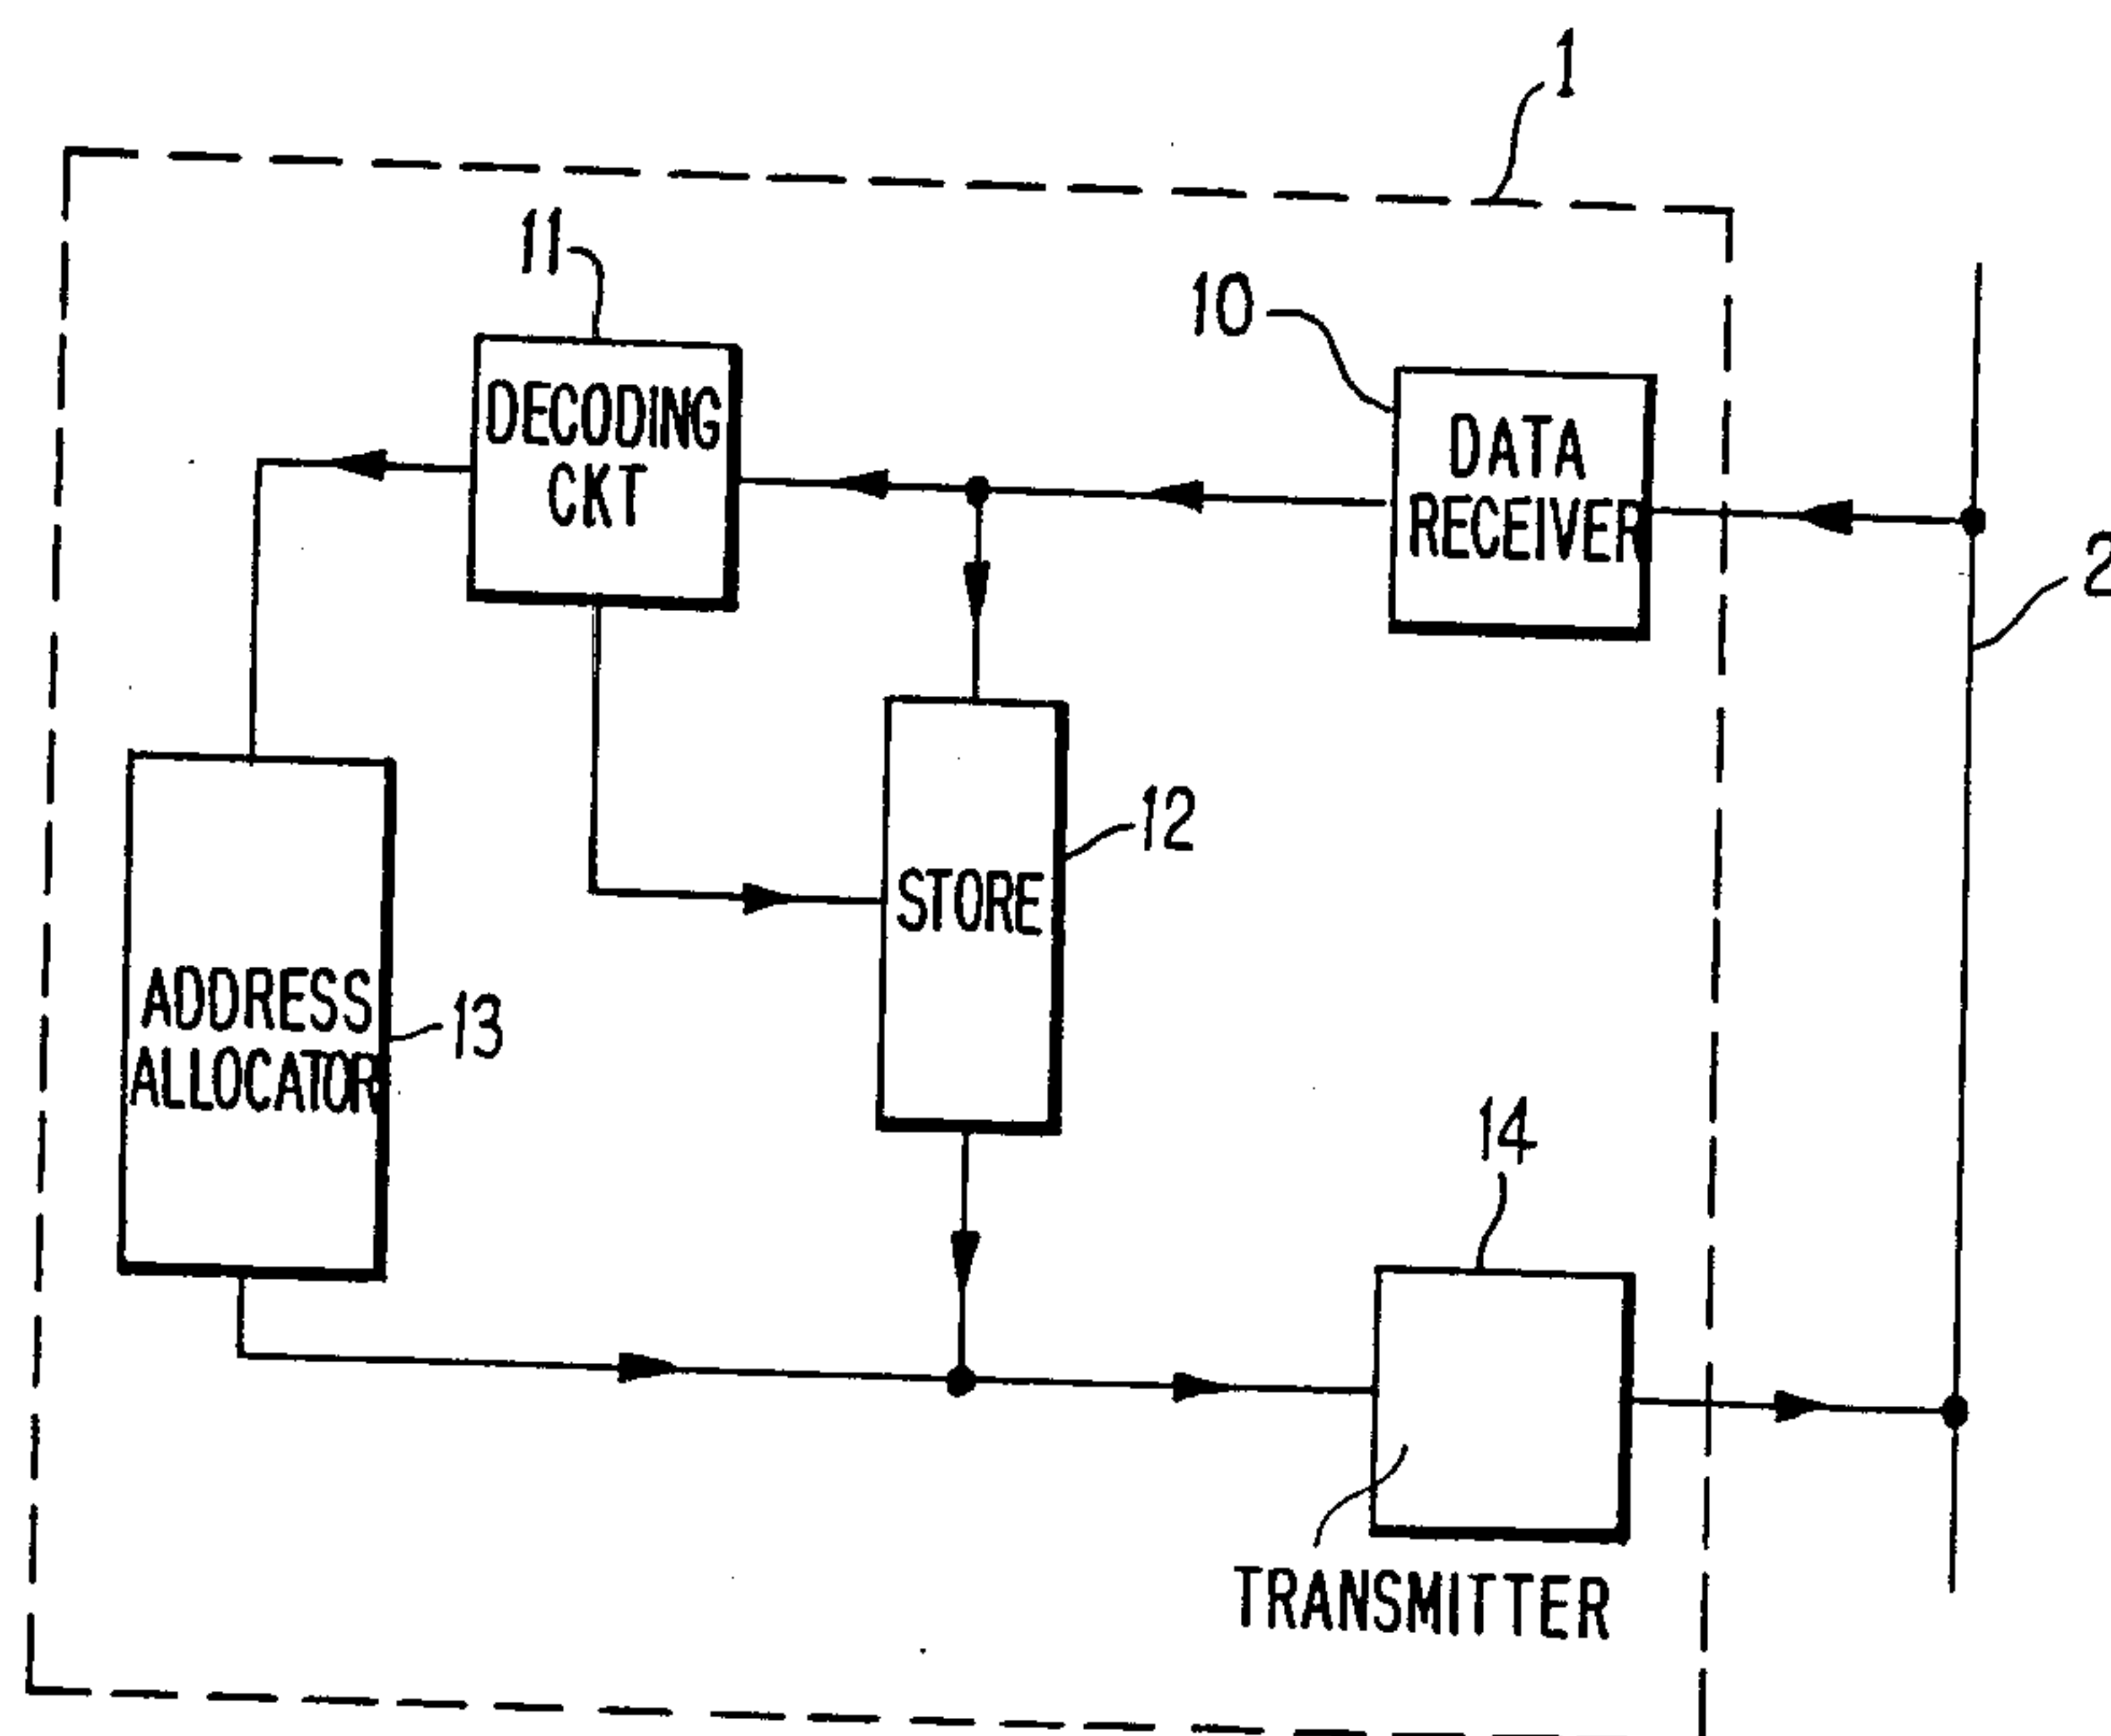 1
11
10
DECODING
CKT
DATA
RECEIVER
2
12
STORE
ADDRESS
ALLOCATOR
13
14
TRANSMITTER